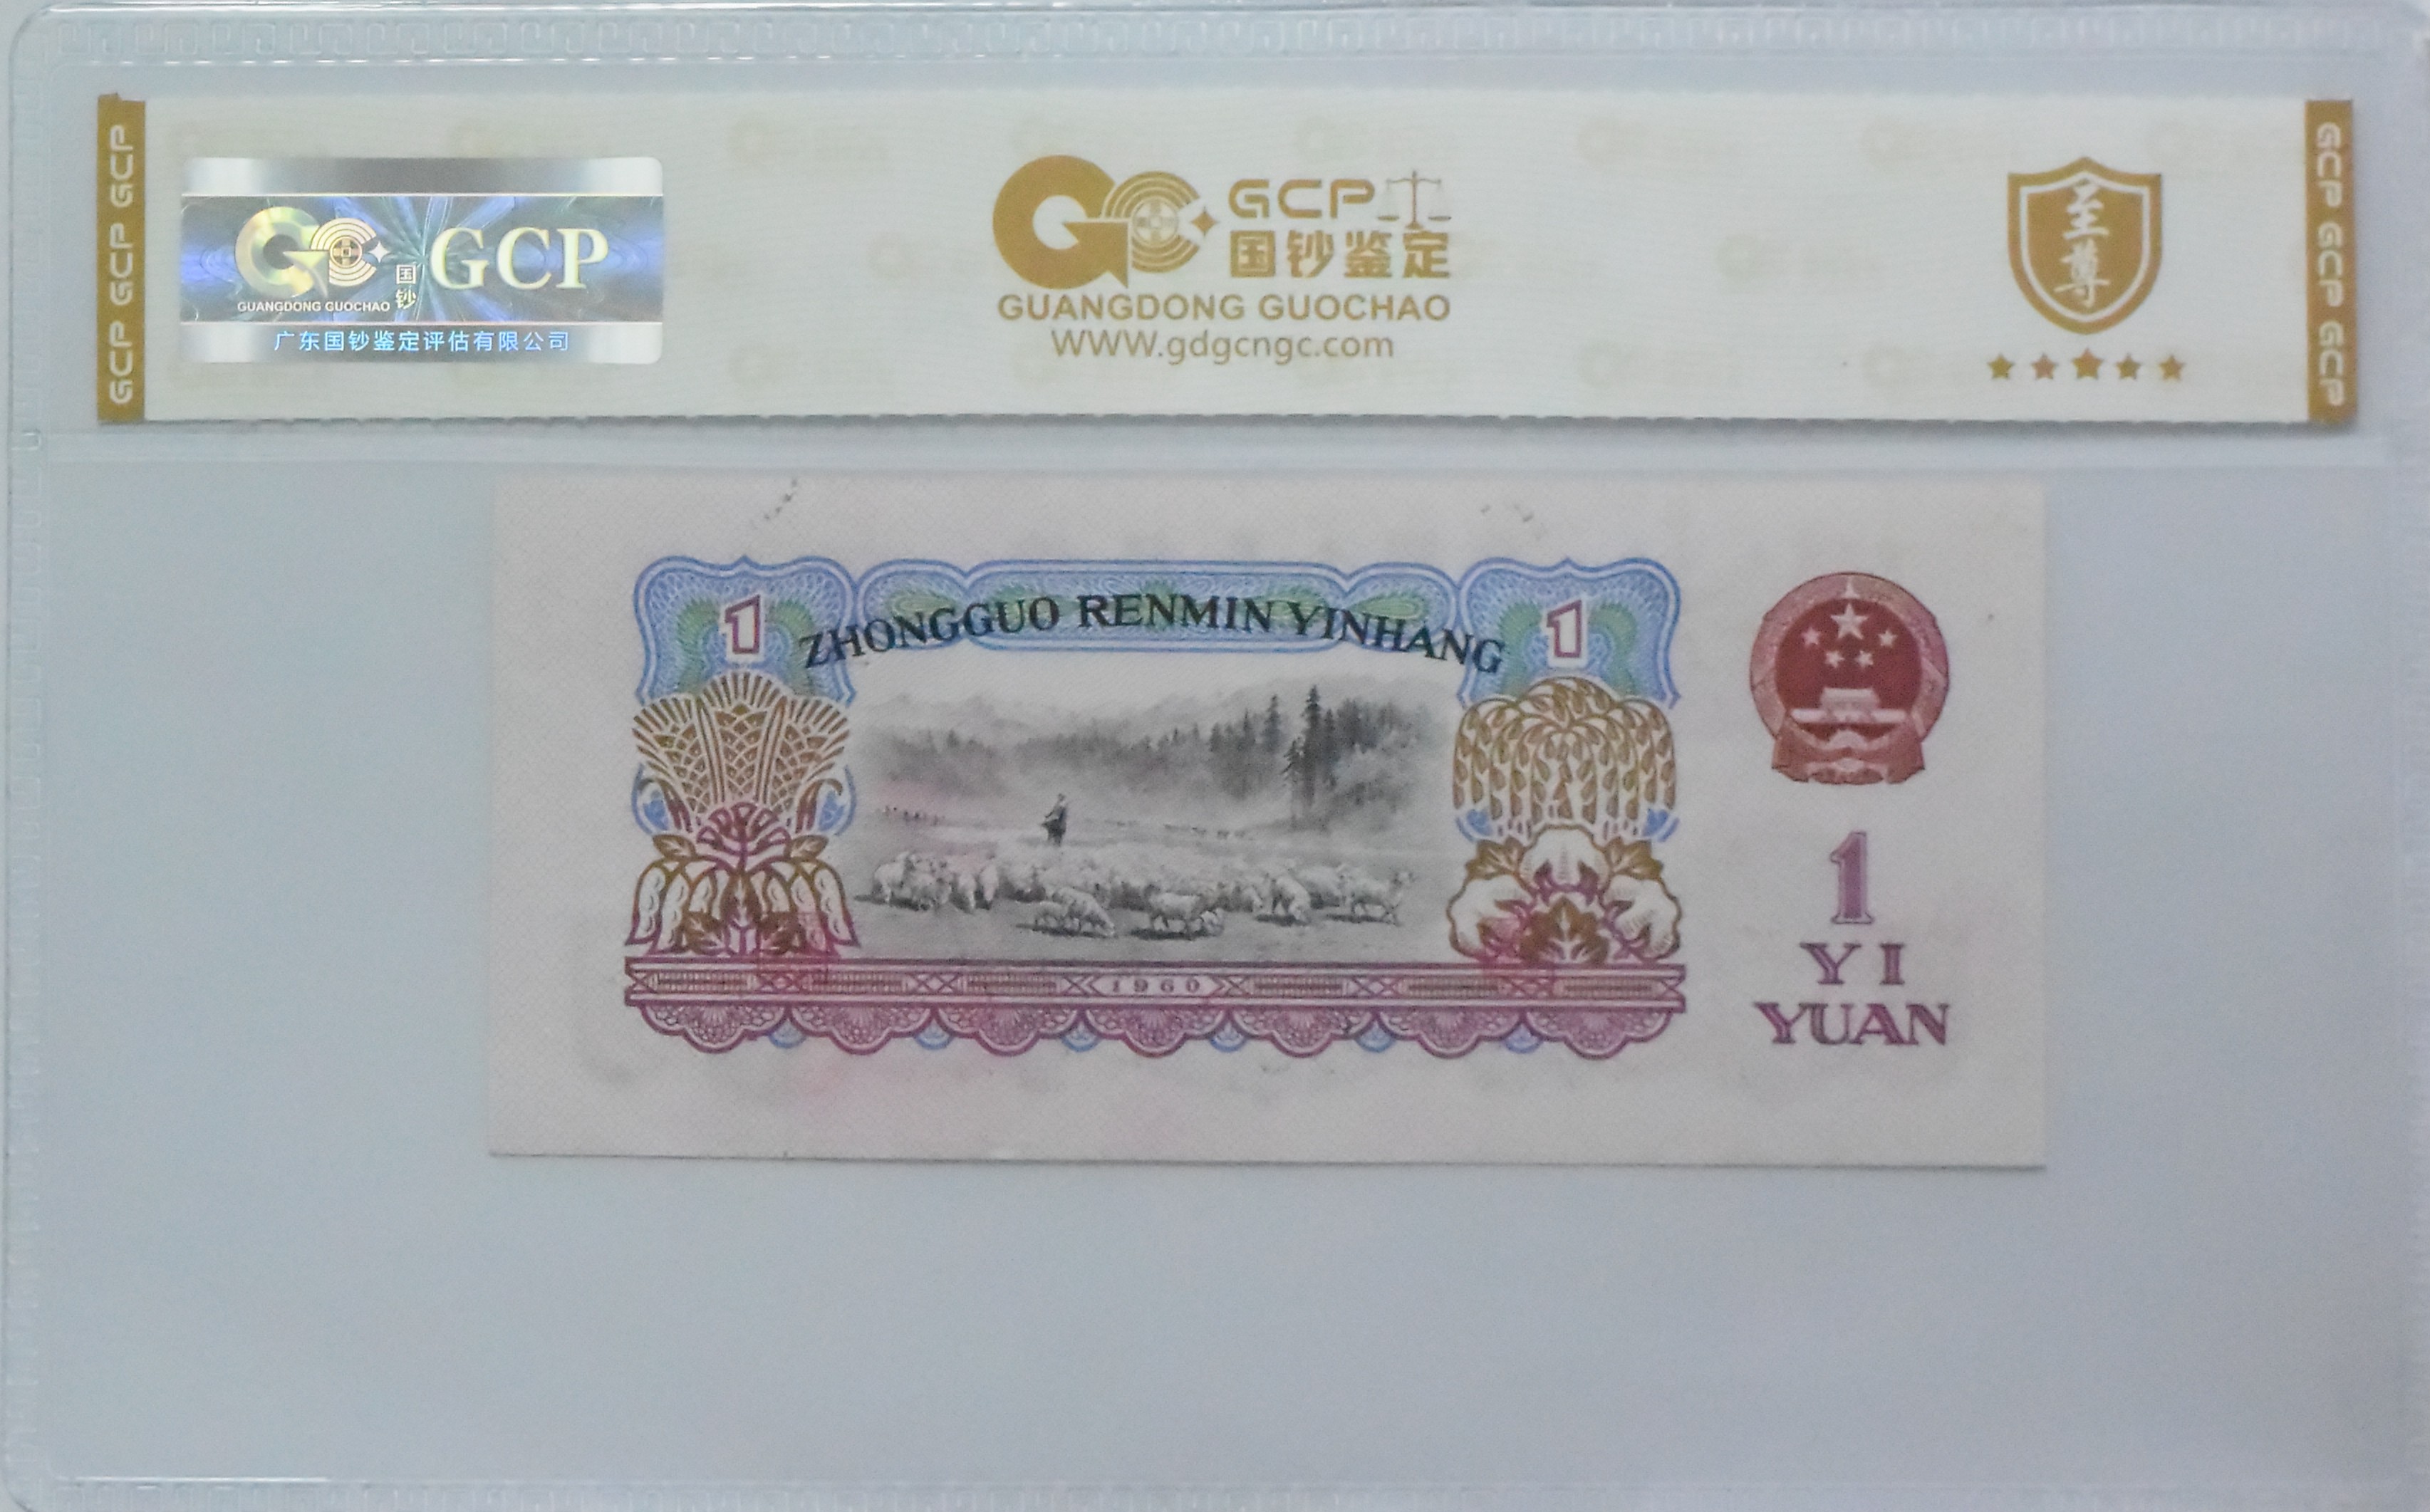 GCP GCP GCP
国钞 GCP
GUANGDONG GUOCHAO
广东国钞鉴定评估有限公司
GCP
国钞鉴定
GUANGDONG GUOCHAO
WWW.gdgcngc.com
至尊
GCP GCP GCP
ZHONGGUO RENMIN YINHANG
1
1
1960
1
YI
YUAN